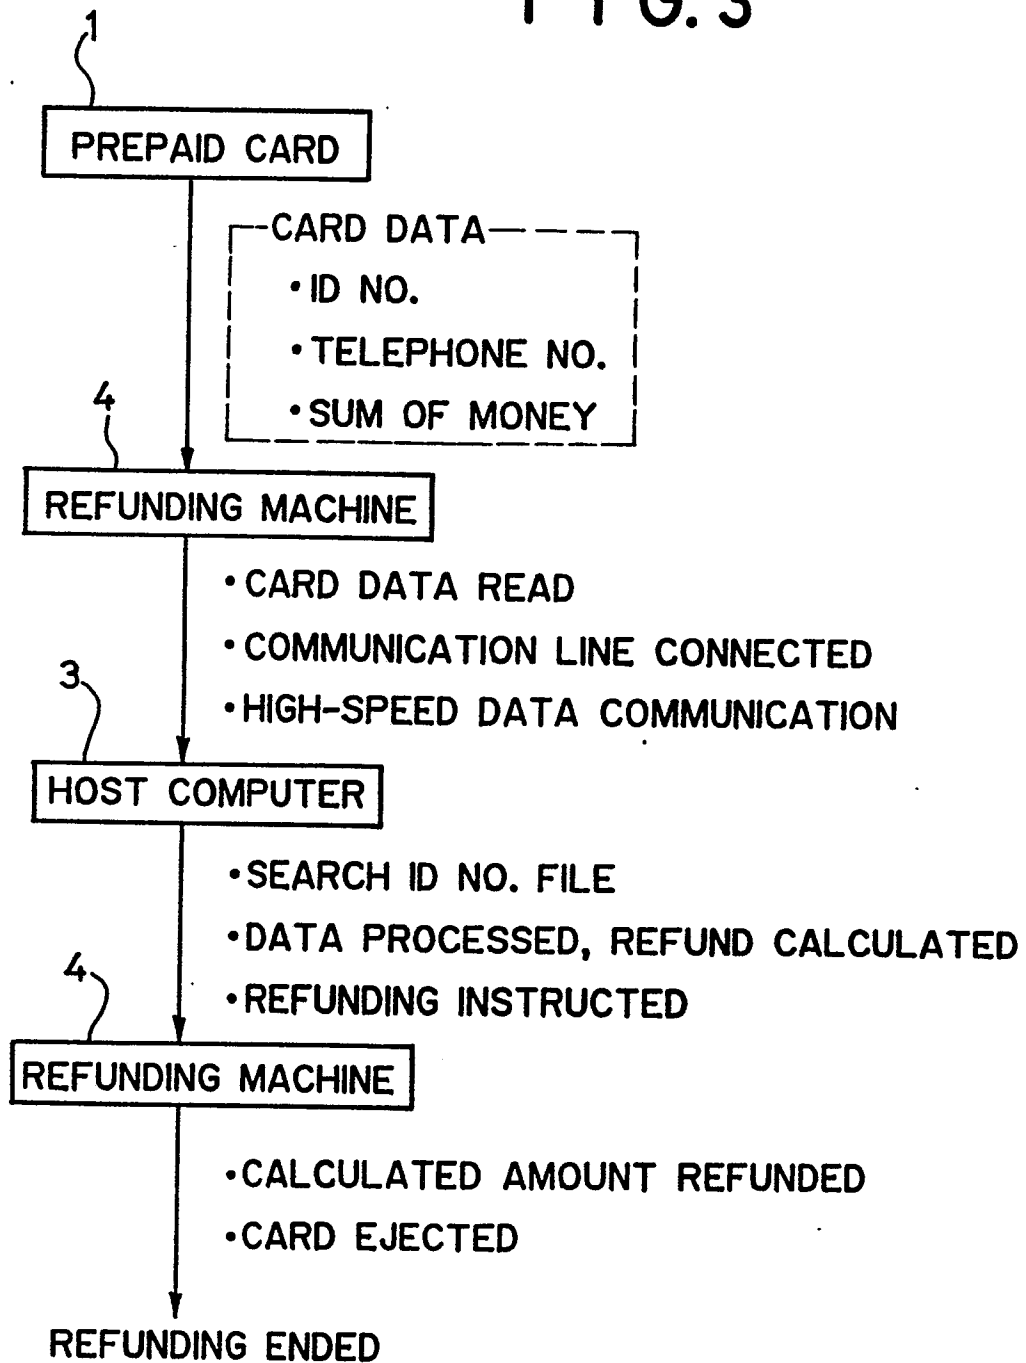 FIG. 3
1
PREPAID CARD
CARD DATA
•ID NO.
•TELEPHONE NO.
•SUM OF MONEY
4
REFUNDING MACHINE
•CARD DATA READ
•COMMUNICATION LINE CONNECTED
•HIGH-SPEED DATA COMMUNICATION
3
HOST COMPUTER
•SEARCH ID NO. FILE
•DATA PROCESSED, REFUND CALCULATED
•REFUNDING INSTRUCTED
4
REFUNDING MACHINE
•CALCULATED AMOUNT REFUNDED
•CARD EJECTED
REFUNDING ENDED